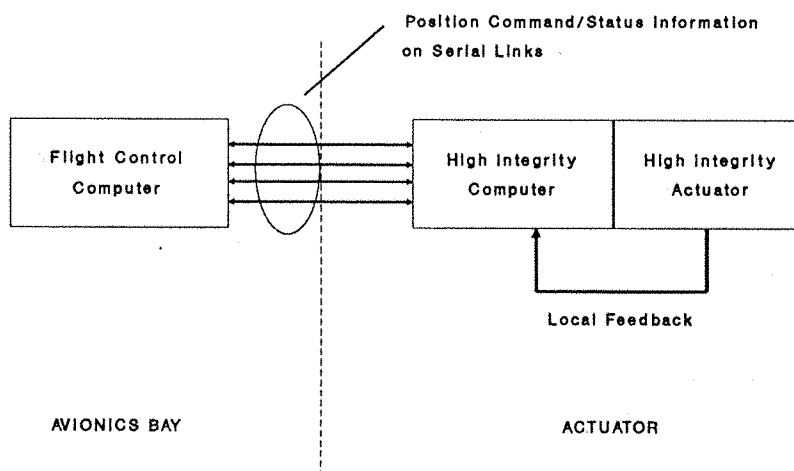 Position Command/Status Information
on Serial Links
Flight Control
Computer
High Integrity
Computer
High Integrity
Actuator
Local Feedback
AVIONICS BAY
ACTUATOR